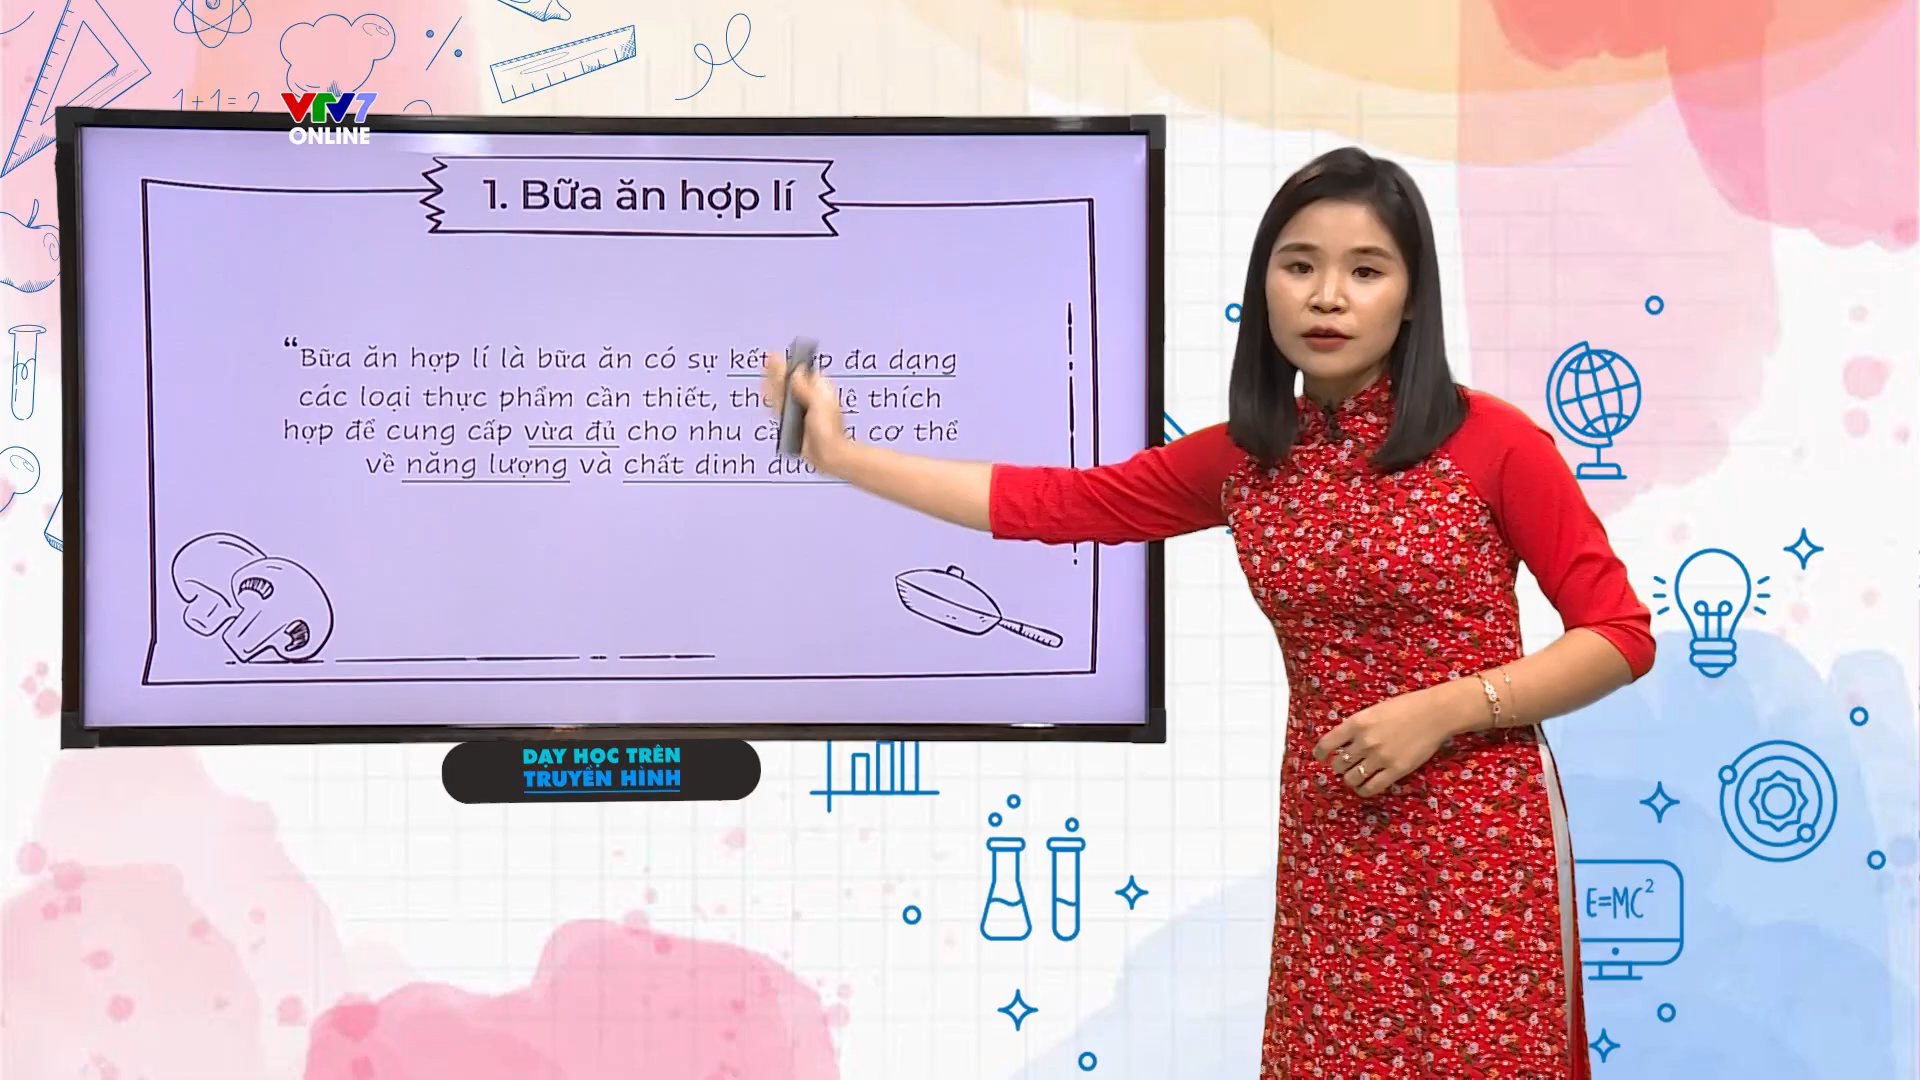 1+1=2
VTV7
ONLINE
1. Bữa ăn hợp lí
“Bữa ăn hợp lí là bữa ăn có sự kết đa dạng
các loại thực phẩm cần thiết, lệ thích
hợp để cung cấp vừa đủ cho nhu cơ thể
về năng lượng và chất dinh
DẠY HỌC TRÊN
TRUYỀN HÌNH
E=MC²